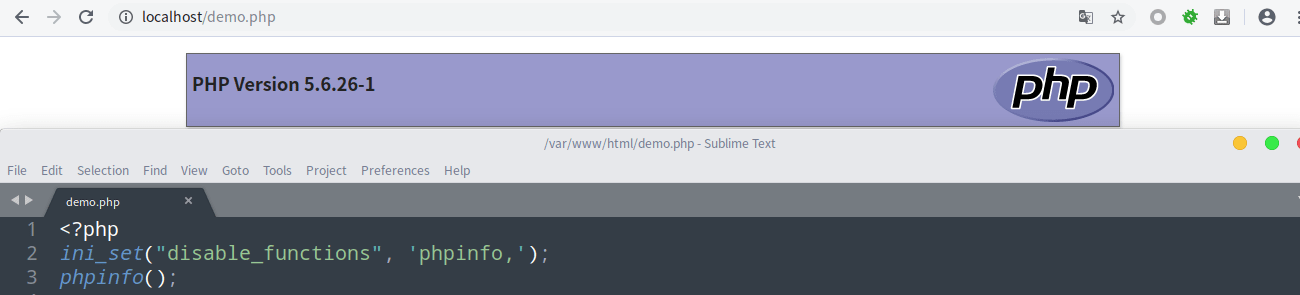 localhost/demo.php
PHP Version 5.6.26-1
php
/var/www/html/demo.php - Sublime Text
File Edit Selection Find View Goto Tools Project Preferences Help
demo.php ×
1 <?php
2 ini_set("disable_functions", 'phpinfo,');
3 phpinfo();